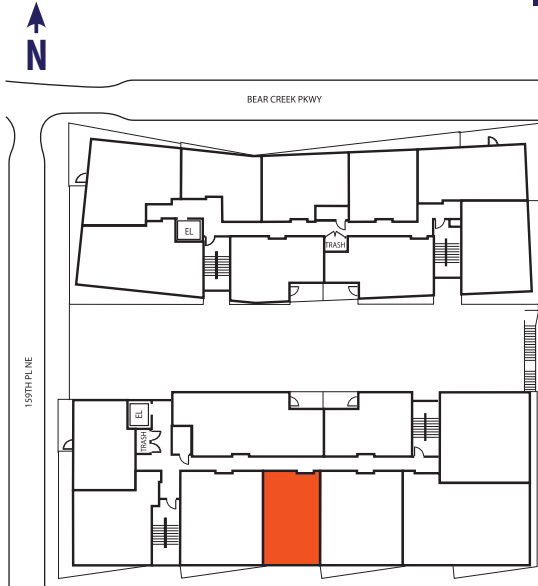 N
BEAR CREEK PKWY
EL
TRASH
159TH PL NE
EL
TRASH